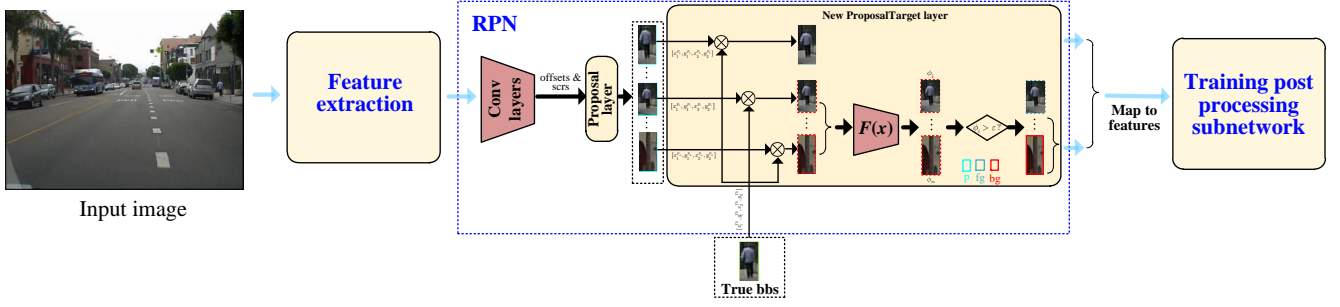 RPN
New ProposalTarget layer
Feature
extraction
Conv
layers
offsets &
scrs
Proposal
layer
F(x)
p
fg
bg
Map to
features
Training post
processing
subnetwork
Input image
True bbs